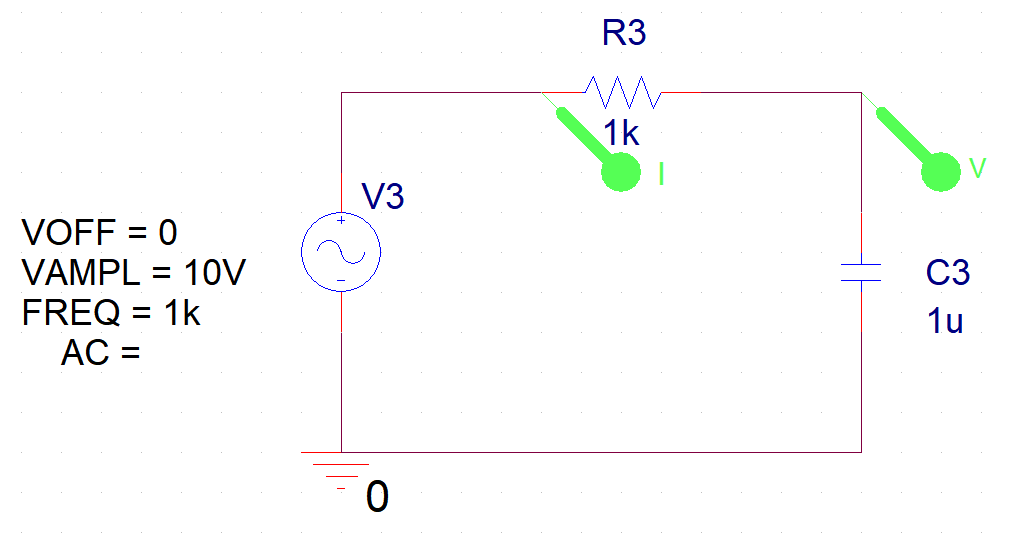 R3
1k
I
V
V3
+
-
VOFF = 0
VAMPL = 10V
FREQ = 1k
AC =
C3
1u
0